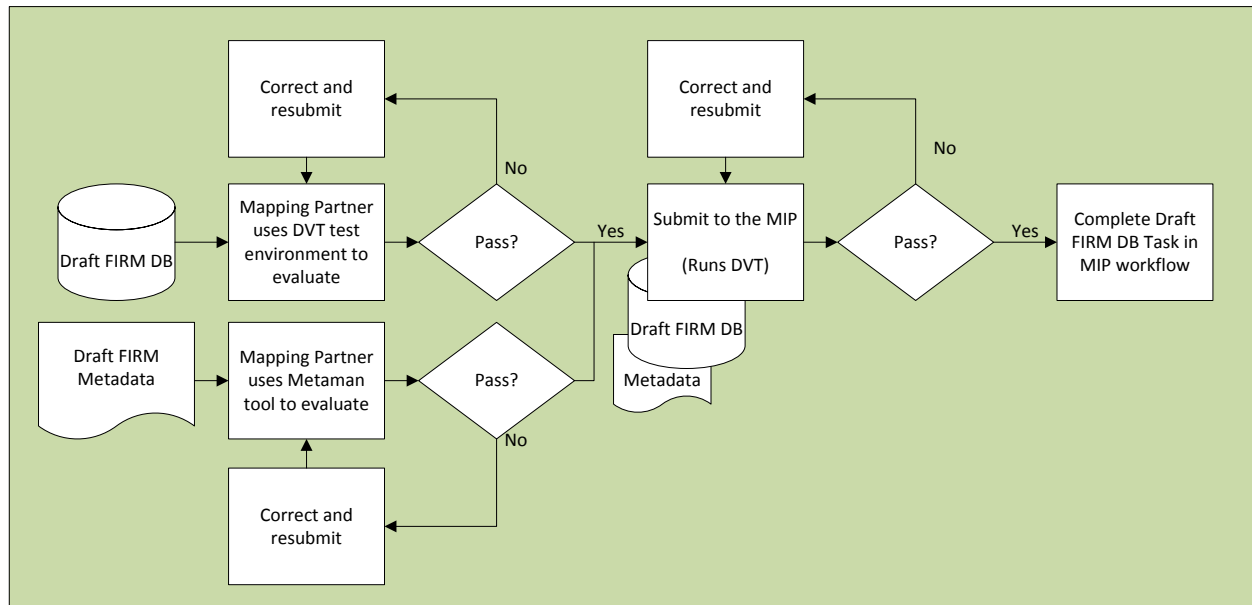 Correct and
resubmit
Correct and
resubmit
No
No
Draft FIRM DB
Mapping Partner
uses DVT test
environment to
evaluate
Pass?
Yes
Submit to the MIP
(Runs DVT)
Pass?
Yes
Complete Draft
FIRM DB Task in
MIP workflow
Draft FIRM DB
Metadata
Draft FIRM
Metadata
Mapping Partner
uses Metaman
tool to evaluate
Pass?
No
Correct and
resubmit